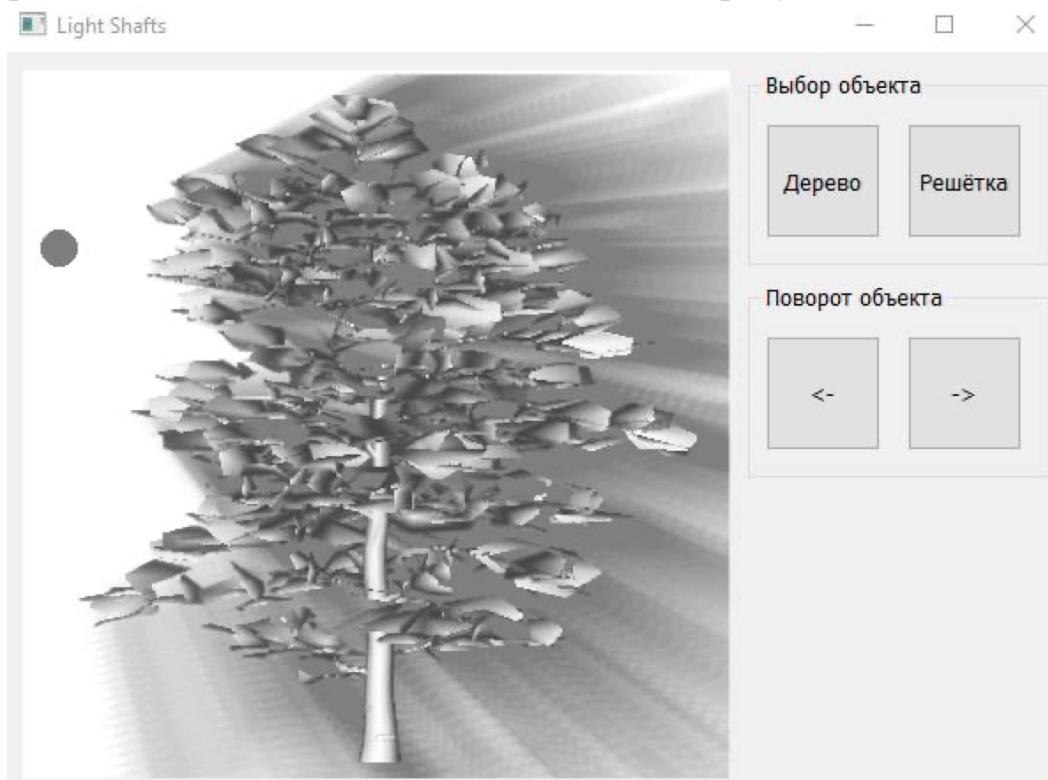 Light Shafts
Выбор объекта
Дерево
Решётка
Поворот объекта
<-
->